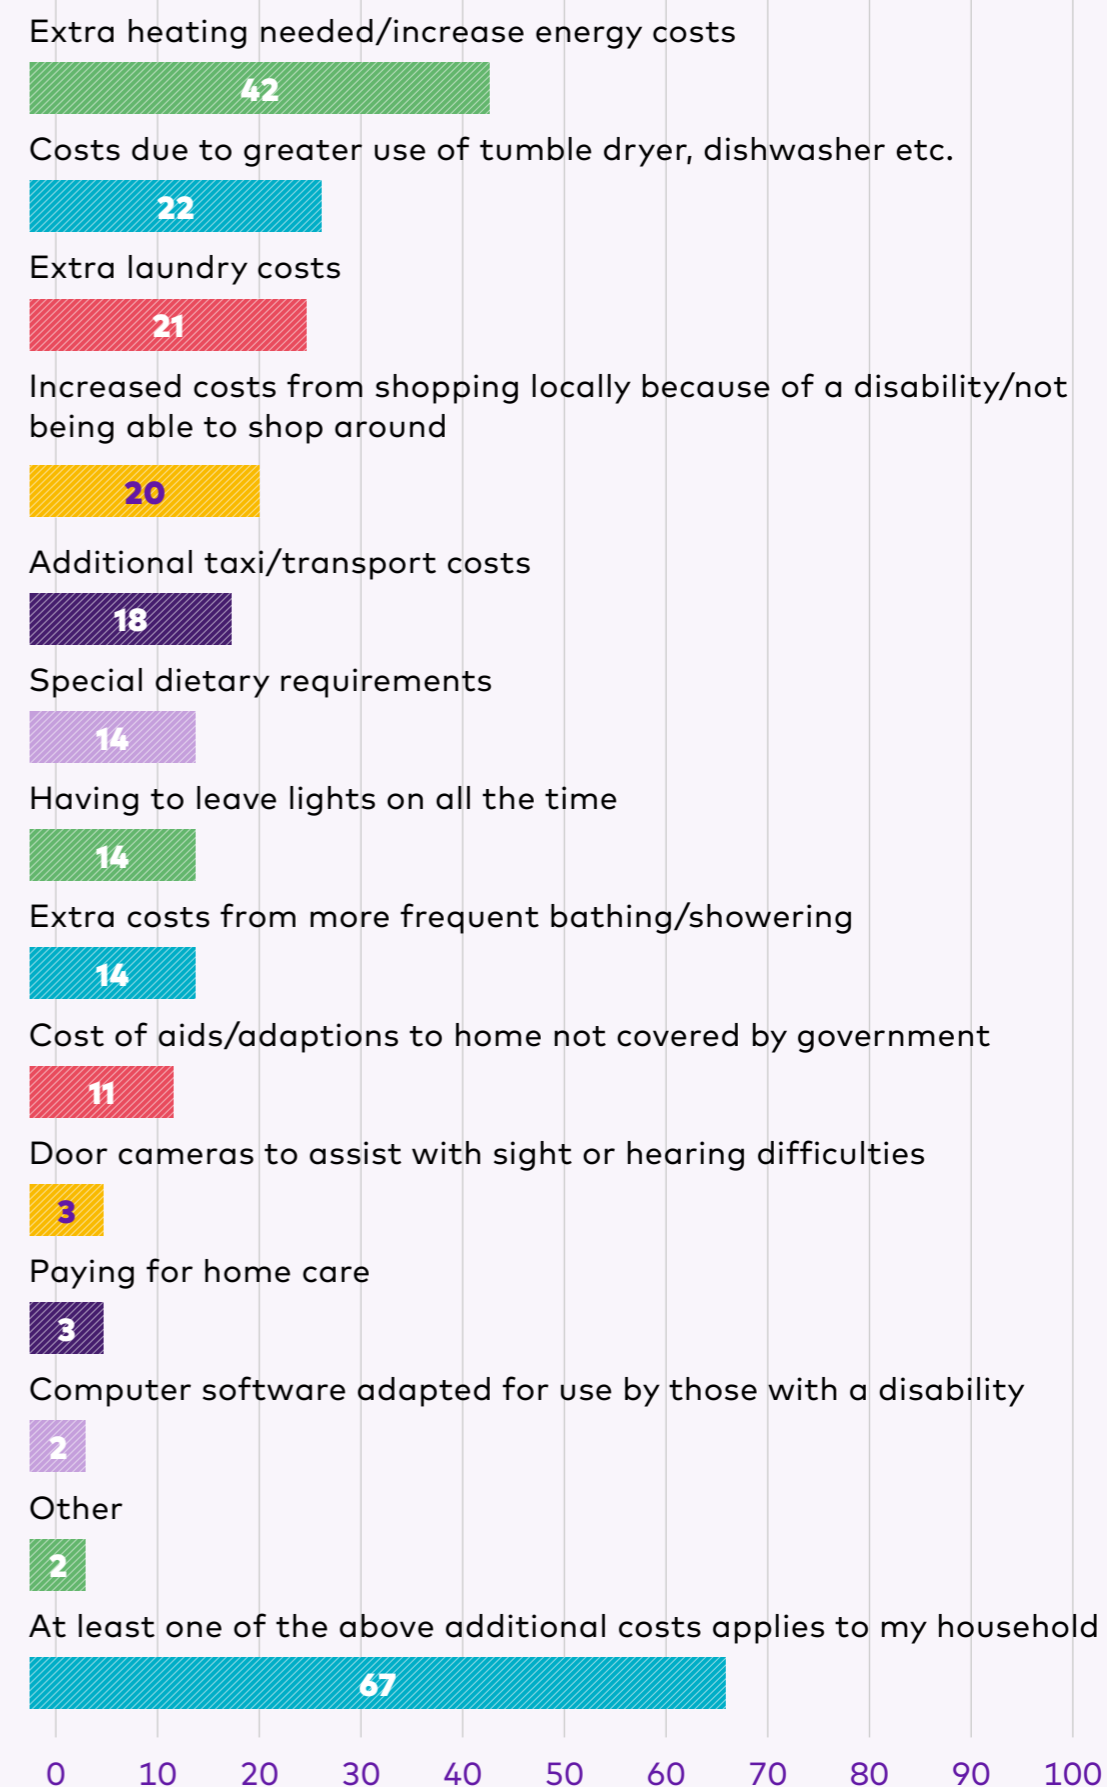 Extra heating needed/increase energy costs
42
Costs due to greater use of tumble dryer, dishwasher etc.
22
Extra laundry costs
21
Increased costs from shopping locally because of a disability/not
being able to shop around
20
Additional taxi/transport costs
18
Special dietary requirements
14
Having to leave lights on all the time
14
Extra costs from more frequent bathing/showering
14
Cost of aids/adaptions to home not covered by government
11
Door cameras to assist with sight or hearing difficulties
3
Paying for home care
3
Computer software adapted for use by those with a disability
2
Other
2
At least one of the above additional costs applies to my household
67
0 10 20 30 40 50 60 70 80 90 100